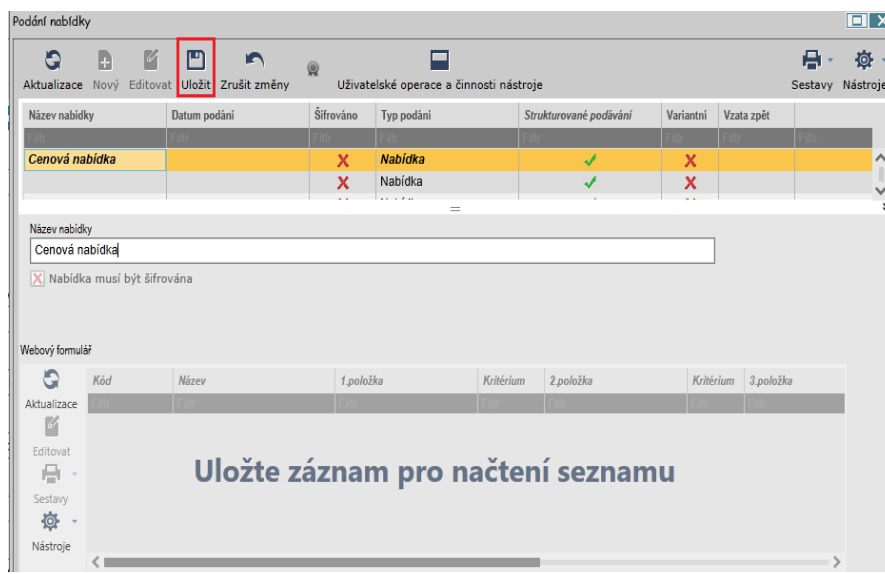 Podání nabídky
Aktualizace Nový Editovat Uložit Zrušit změny Uživatelské operace a činnosti nástroje Sestavy Nástroje
Název nabídky Datum podání Šifrováno Typ podání Strukturované podávání Variantní Vzata zpět
Filtr Filtr Filtr Filtr Filtr Filtr Filtr Filtr
Cenová nabídka Nabídka
Nabídka
Název nabídky
Cenová nabídka
Nabídka musí být šifrována
Webový formulář
Kód Název 1.položka Kritérium 2.položka Kritérium 3.položka
Aktualizace Filtr Filtr Filtr Filtr Filtr Filtr Filtr
Editovat
Uložte záznam pro načtení seznamu
Sestavy
Nástroje